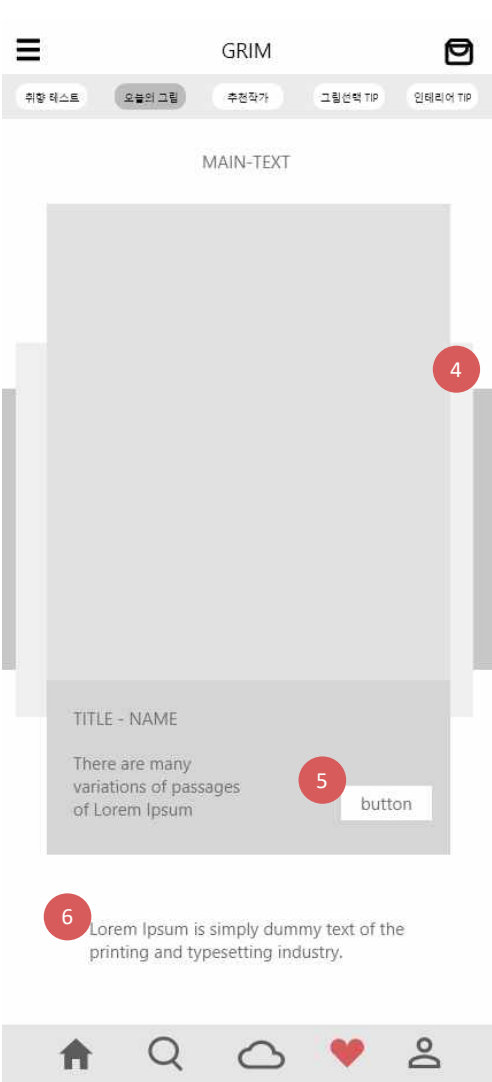 GRIM
취향 테스트
오늘의 그림
추천작가
그림선택 TIP
인테리어 TIP
MAIN-TEXT
4
TITLE - NAME
There are many
variations of passages
of Lorem Ipsum
5
button
6
Lorem Ipsum is simply dummy text of the
printing and typesetting industry.